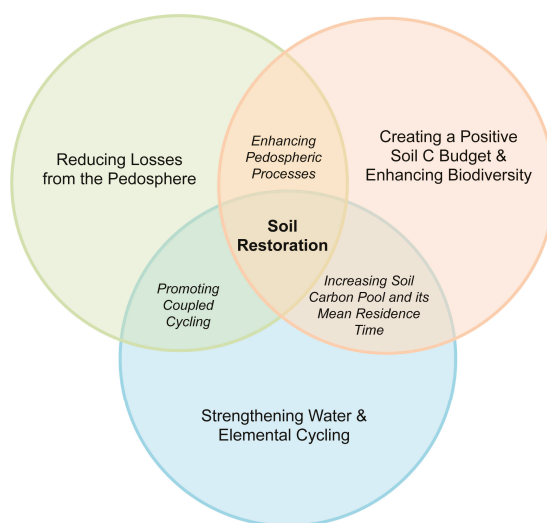 Enhancing
Pedospheric
Processes
Reducing Losses
from the Pedosphere
Creating a Positive
Soil C Budget &
Enhancing Biodiversity
Soil
Restoration
Promoting
Coupled
Cycling
Increasing Soil
Carbon Pool and its
Mean Residence
Time
Strengthening Water &
Elemental Cycling